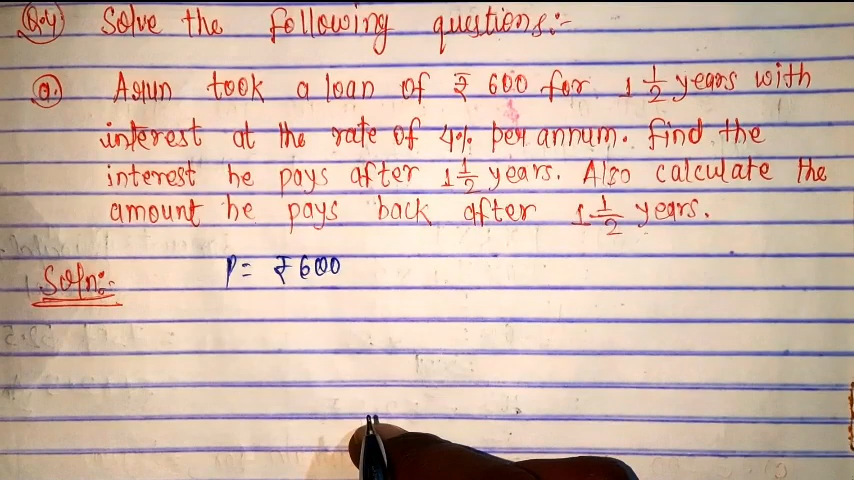 Q.4 Solve the following questions:-
a. Arun took a loan of ₹ 600 for 1 1/2 years with
interest at the rate of 4% per annum. Find the
interest he pays after 1 1/2 years. Also calculate the
amount he pays back after 1 1/2 years.
Soln:- P = ₹ 600